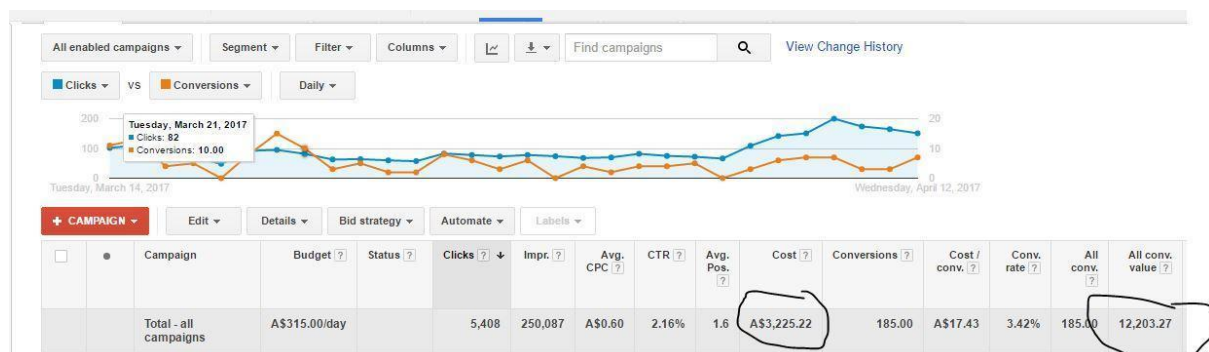 All enabled campaigns Segment Filter Columns Find campaigns View Change History
Clicks VS Conversions Daily
200 20
Tuesday, March 21, 2017
Clicks: 82
100 10
Conversions: 10.00
0 0
Tuesday, March 14, 2017 Wednesday, April 12, 2017
+ CAMPAIGN Edit Details Bid strategy Automate Labels
Campaign Budget ? Status ? Clicks ? Impr. ? Avg. CPC ? CTR ? Avg. Pos. ? Cost ? Conversions ? Cost / conv. ? Conv. rate ? All conv. ? All conv. value ?
Total - all campaigns A$315.00/day 5,408 250,087 A$0.60 2.16% 1.6 A$3,225.22 185.00 A$17.43 3.42% 185.00 12,203.27